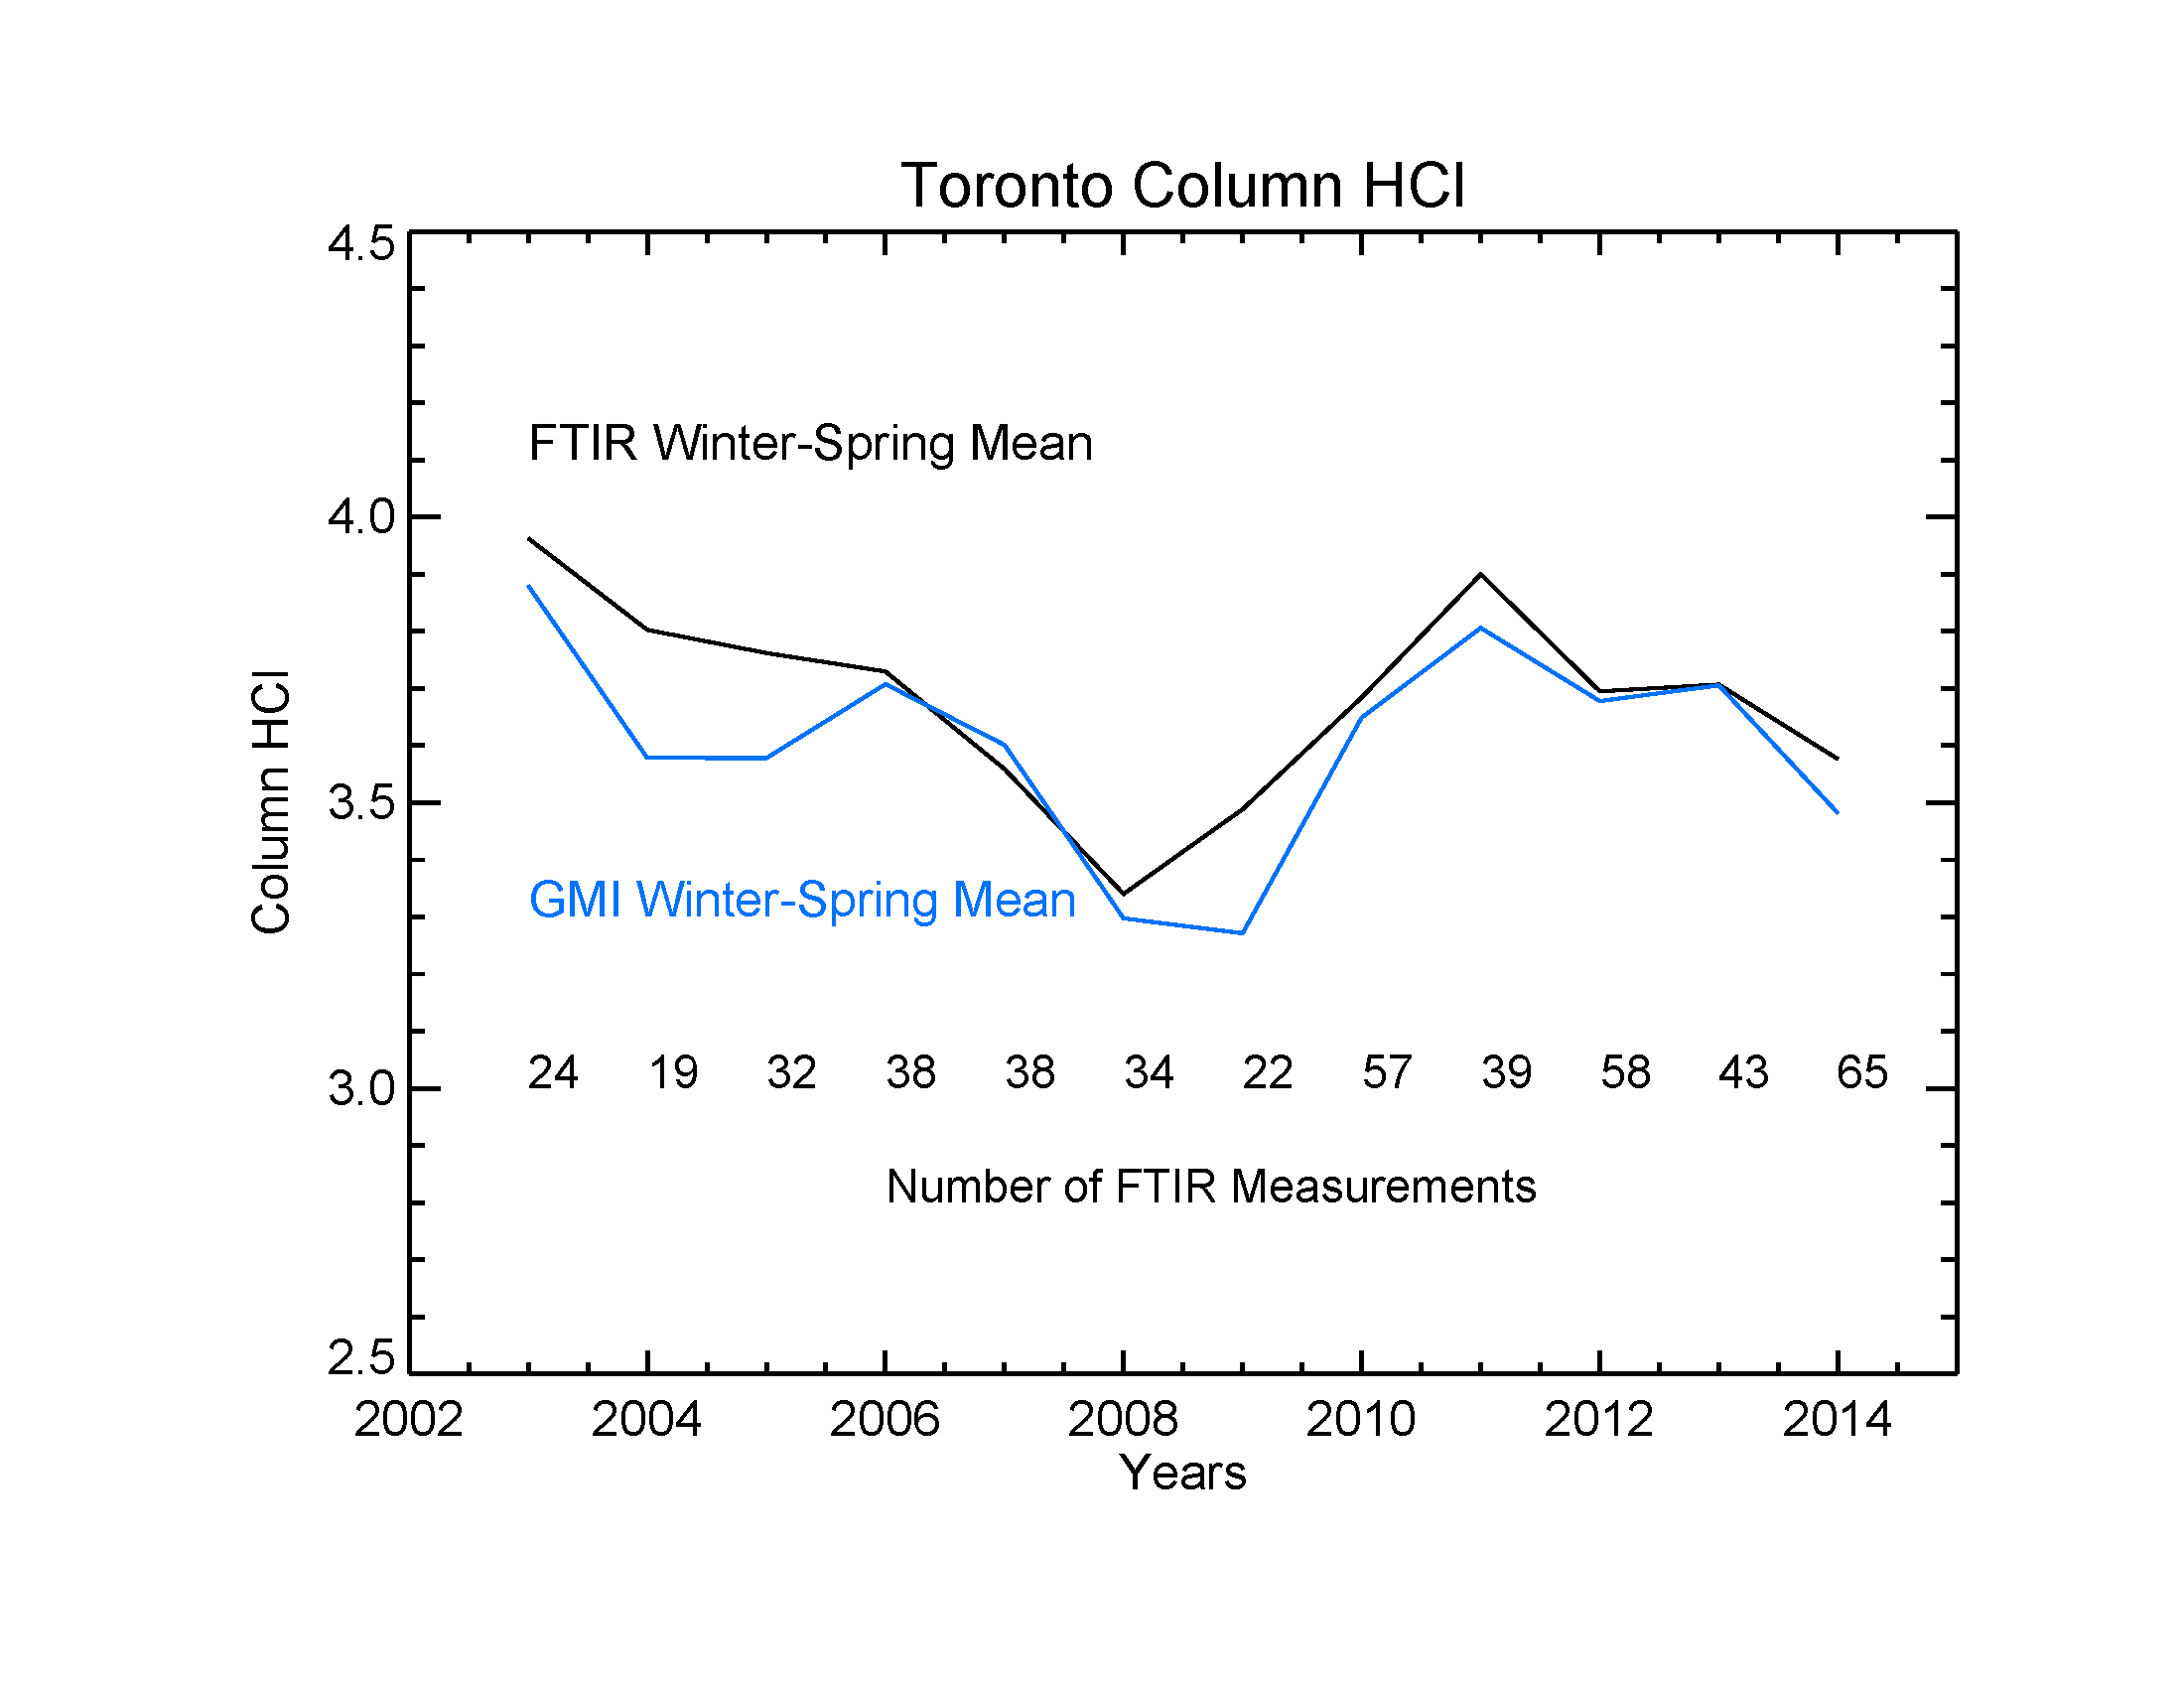 Toronto Column HCl
4.5
FTIR Winter-Spring Mean
4.0
Column HCl
3.5
GMI Winter-Spring Mean
24 19 32 38 38 34 22 57 39 58 43 65
3.0
Number of FTIR Measurements
2.5
2002 2004 2006 2008 2010 2012 2014
Years